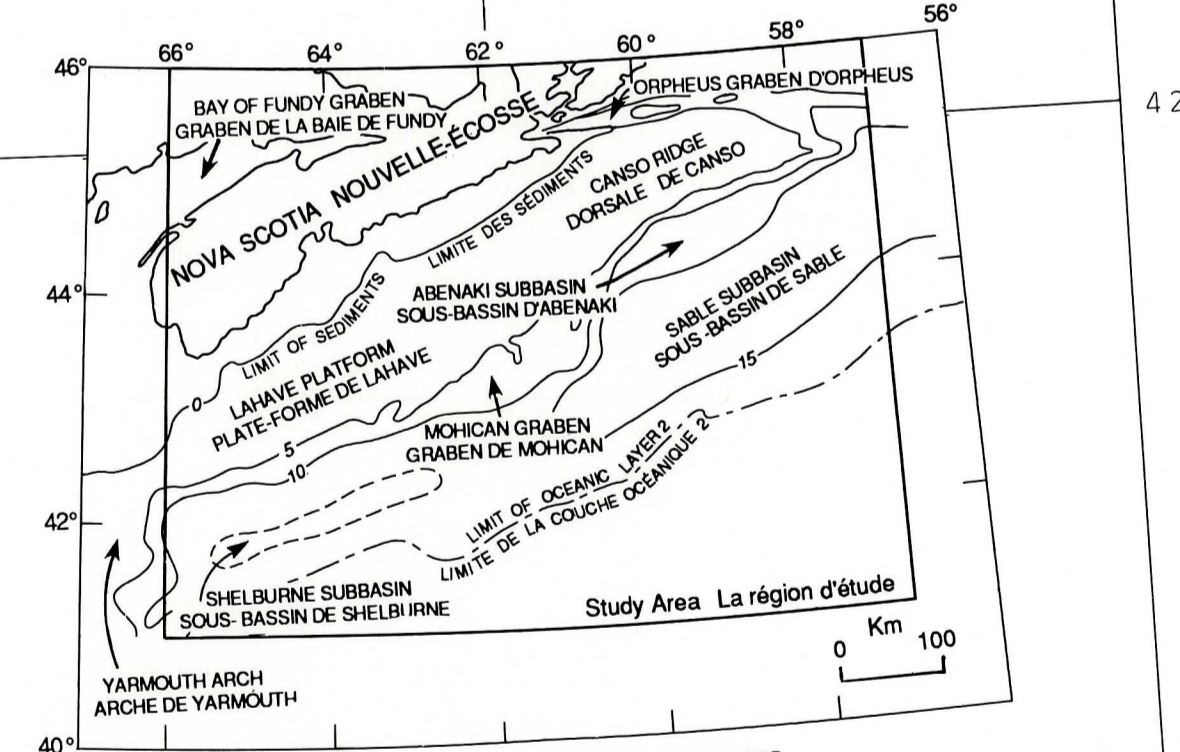 56°
58°
60°
62°
64°
66°
46°
42
ORPHEUS GRABEN D'ORPHEUS
BAY OF FUNDY GRABEN
GRABEN DE LA BAIE DE FUNDY
NOVA SCOTIA NOUVELLE-ÉCOSSE
CANSO RIDGE
DORSALE DE CANSO
LIMITE DES SÉDIMENTS
44°
ABENAKI SUBBASIN
SOUS-BASSIN D'ABENAKI
SABLE SUBBASIN
SOUS-BASSIN DE SABLE
LIMIT OF SEDIMENTS
LAHAVE PLATFORM
PLATE-FORME DE LAHAVE
0
15
5
MOHICAN GRABEN
GRABEN DE MOHICAN
10
42°
LIMIT OF OCEANIC LAYER 2
LIMITE DE LA COUCHE OCÉANIQUE 2
SHELBURNE SUBBASIN
SOUS-BASSIN DE SHELBURNE
Study Area La région d'étude
Km
0 100
YARMOUTH ARCH
ARCHE DE YARMOUTH
40°